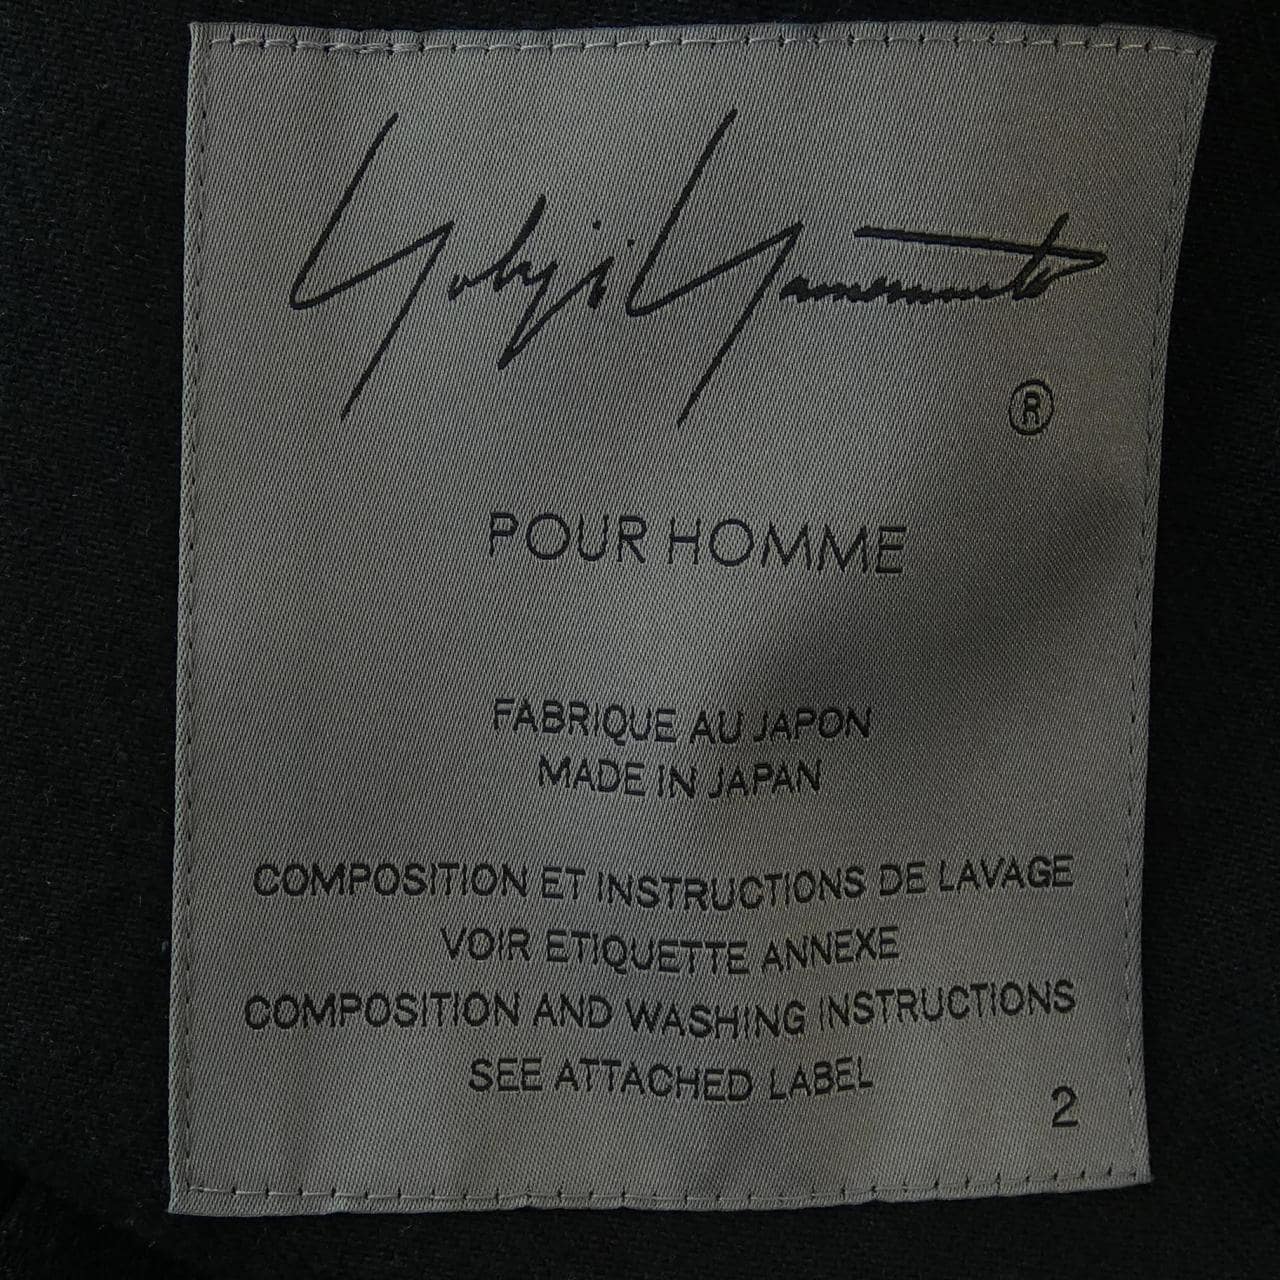 Yohji Yamamoto
®
POUR HOMME
FABRIQUE AU JAPON
MADE IN JAPAN
COMPOSITION ET INSTRUCTIONS DE LAVAGE
VOIR ETIQUETTE ANNEXE
COMPOSITION AND WASHING INSTRUCTIONS
SEE ATTACHED LABEL
2